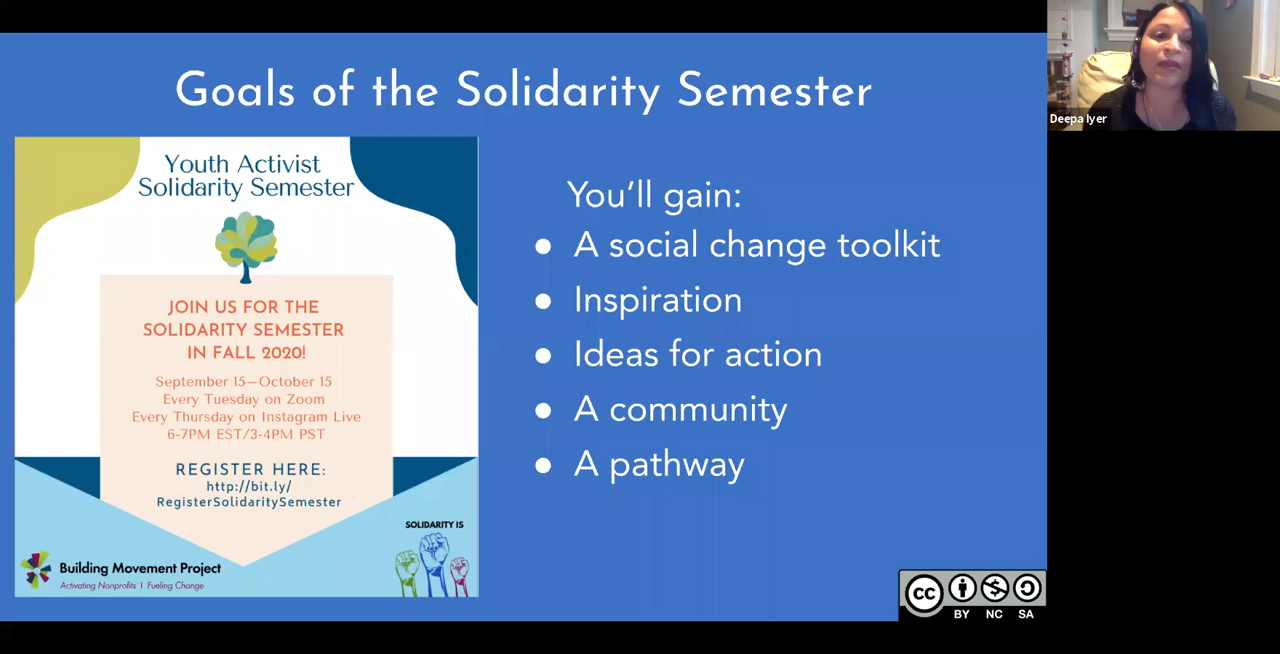 Goals of the Solidarity Semester
Youth Activist
Solidarity Semester
JOIN US FOR THE
SOLIDARITY SEMESTER
IN FALL 2020!
September 15—October 15
Every Tuesday on Zoom
Every Thursday on Instagram Live
6-7PM EST/3-4PM PST
REGISTER HERE:
http://bit.ly/
RegisterSolidaritySemester
SOLIDARITY IS
Building Movement Project
Activating Nonprofits | Fueling Change
You’ll gain:
● A social change toolkit
● Inspiration
● Ideas for action
● A community
● A pathway
cc
BY NC SA
Deepa Iyer